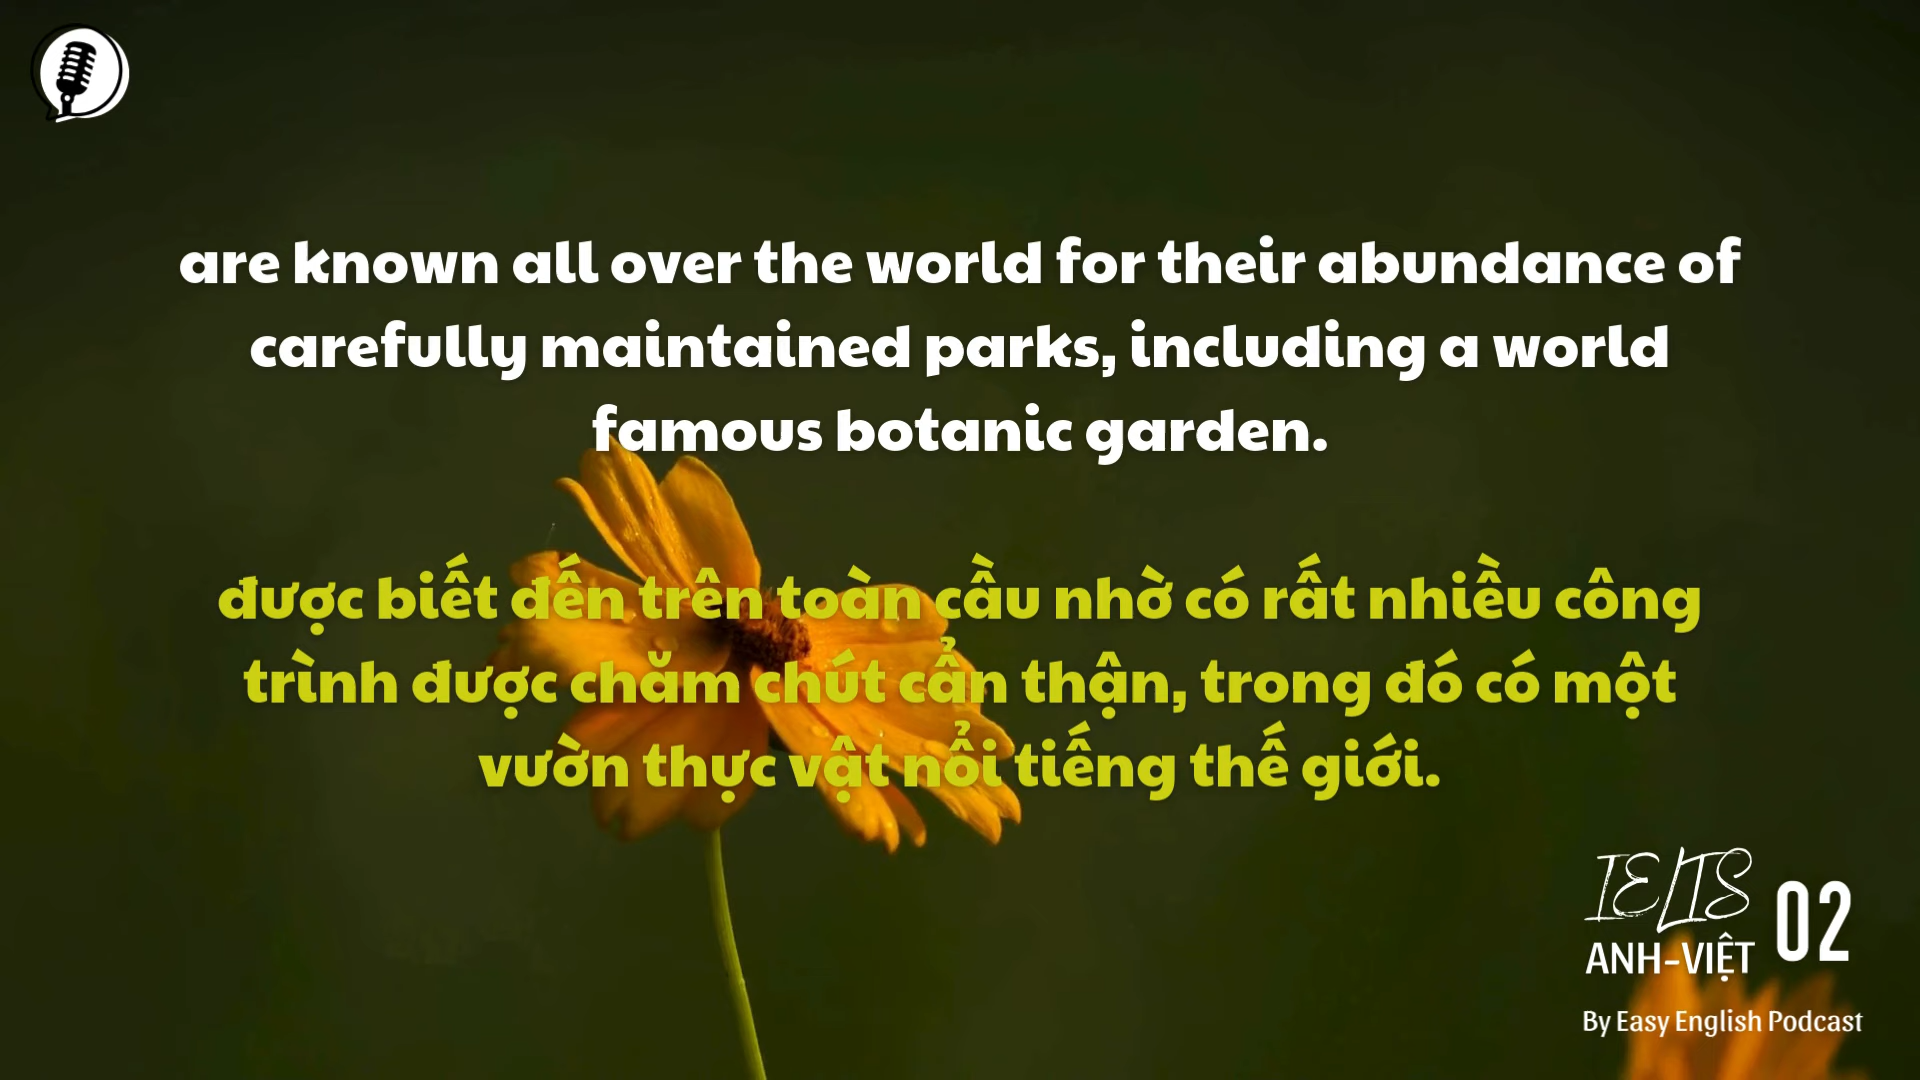 are known all over the world for their abundance of
carefully maintained parks, including a world
famous botanic garden.
được biết đến trên toàn cầu nhờ có rất nhiều công
trình được chăm chút cẩn thận, trong đó có một
vườn thực vật nổi tiếng thế giới.
IELTS
ANH-VIỆT 02
By Easy English Podcast